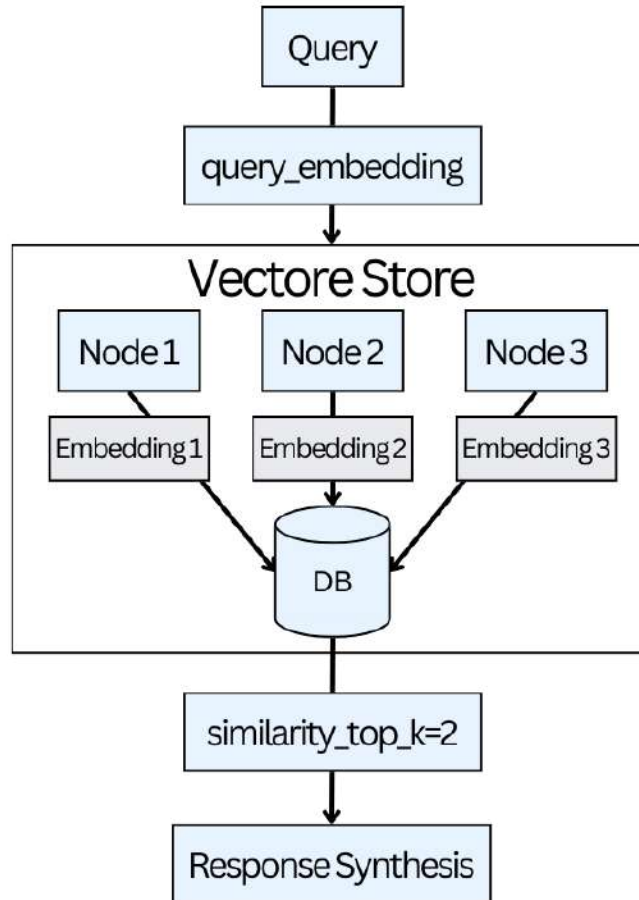 Query
query_embedding
Vectore Store
Node 1
Node 2
Node 3
Embedding 1
Embedding 2
Embedding 3
DB
similarity_top_k=2
Response Synthesis